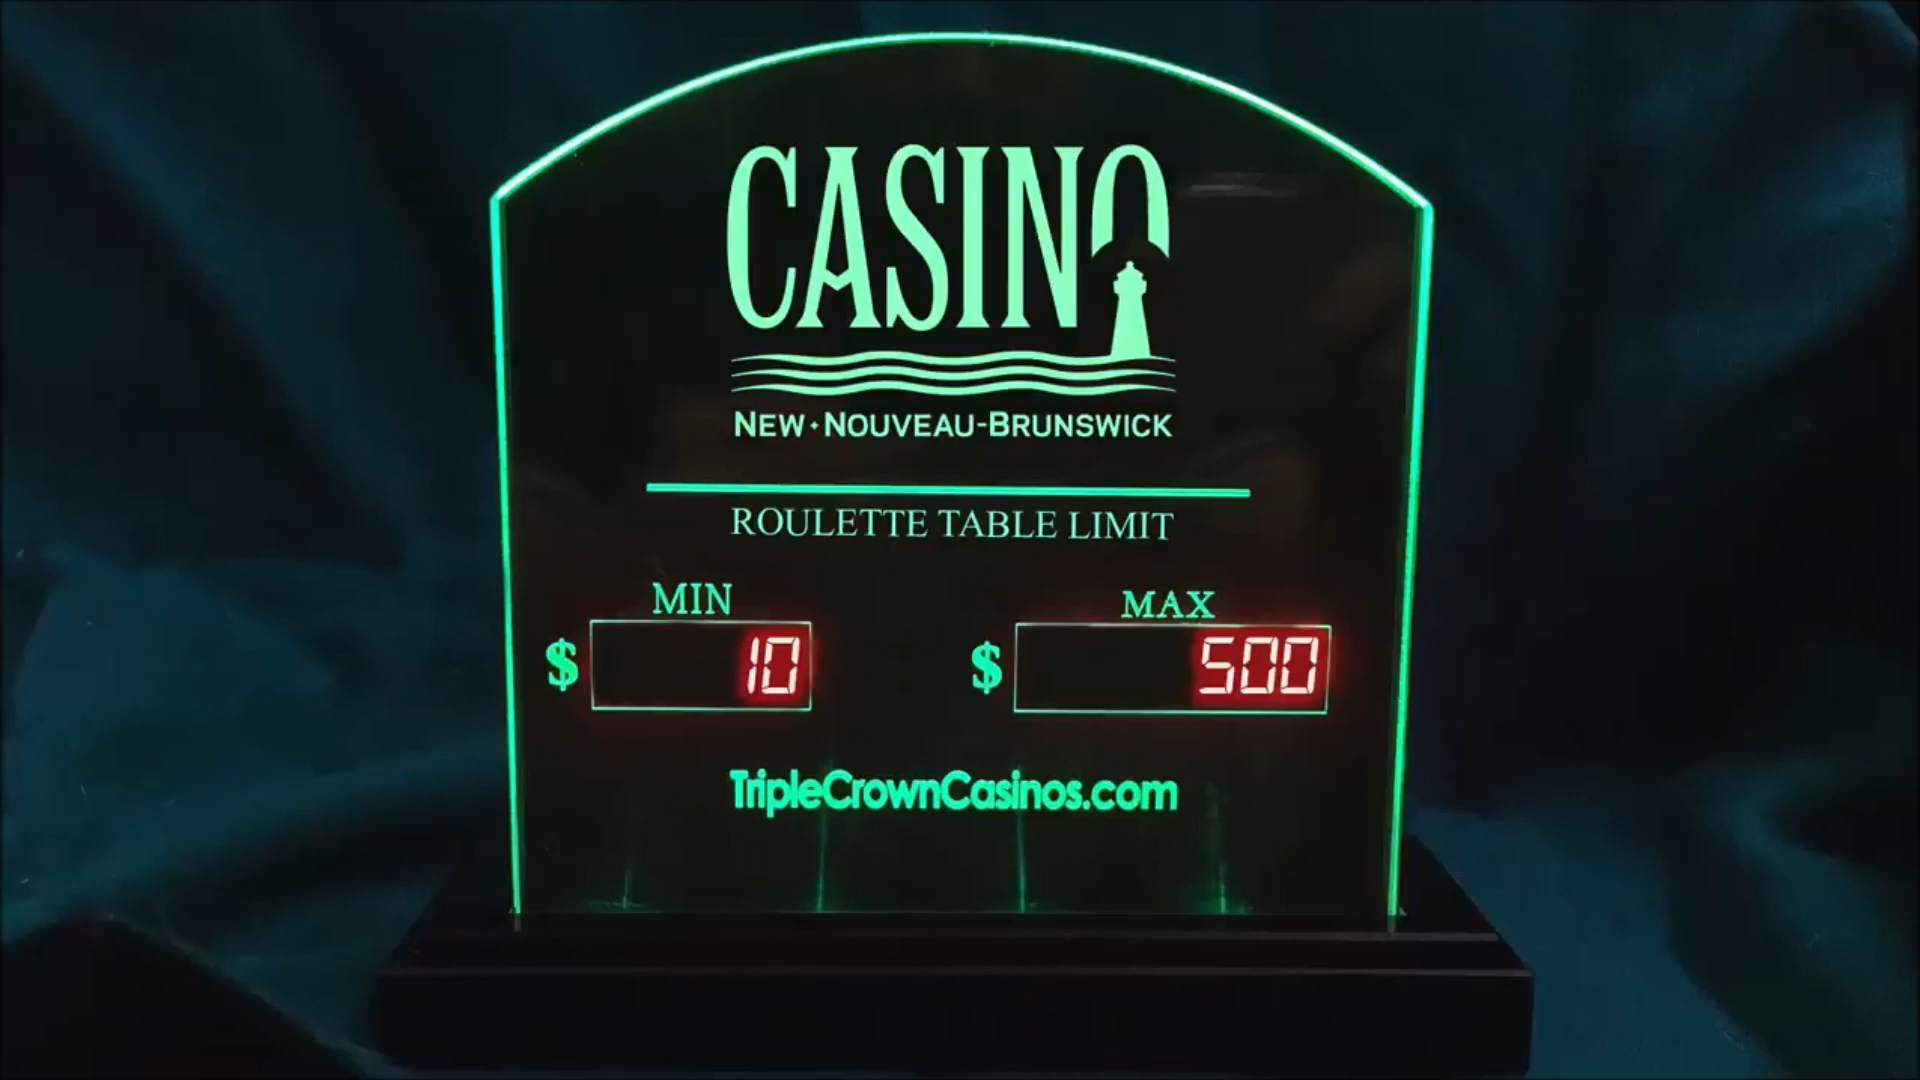 CASINO
NEW • NOUVEAU-BRUNSWICK
ROULETTE TABLE LIMIT
MIN MAX
$ 10 $ 500
TripleCrownCasinos.com